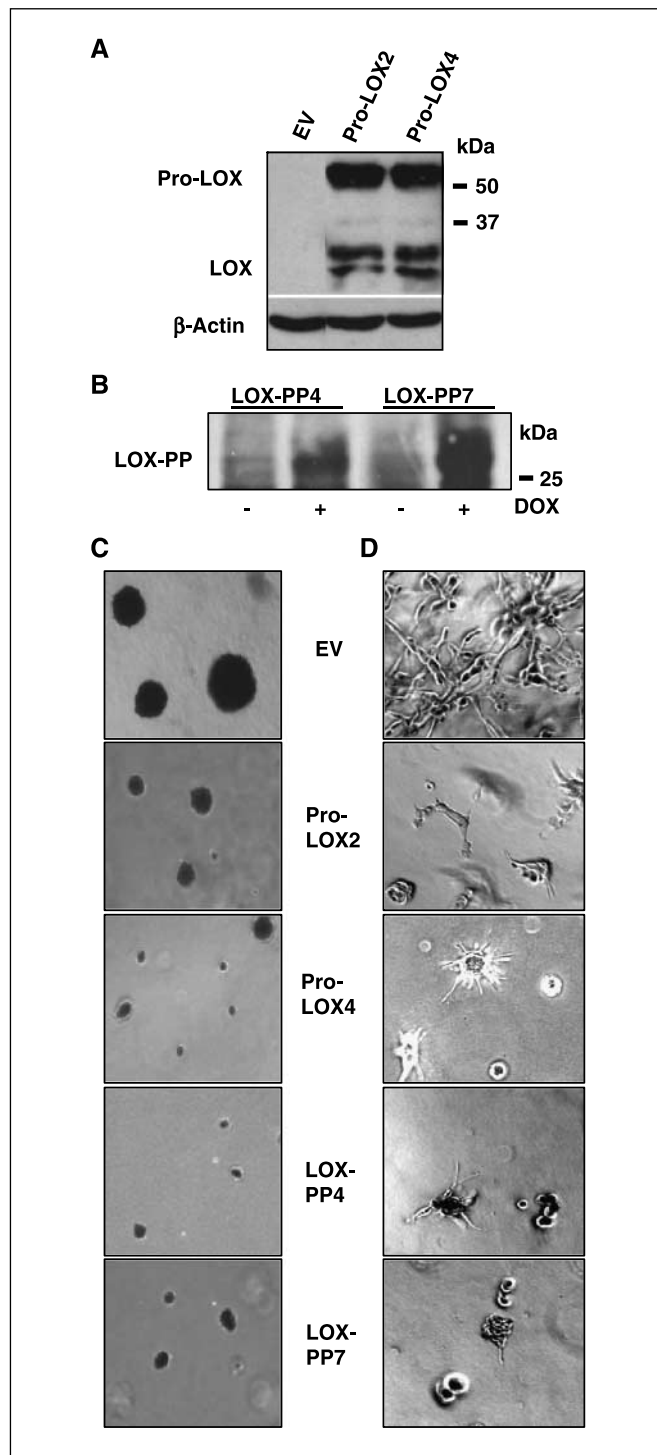 A
EV
Pro-LOX2
Pro-LOX4
kDa
Pro-LOX
50
37
LOX
β-Actin
B
LOX-PP4
LOX-PP7
kDa
LOX-PP
25
- + - + DOX
C
D
EV
Pro-
LOX2
Pro-
LOX4
LOX-
PP4
LOX-
PP7